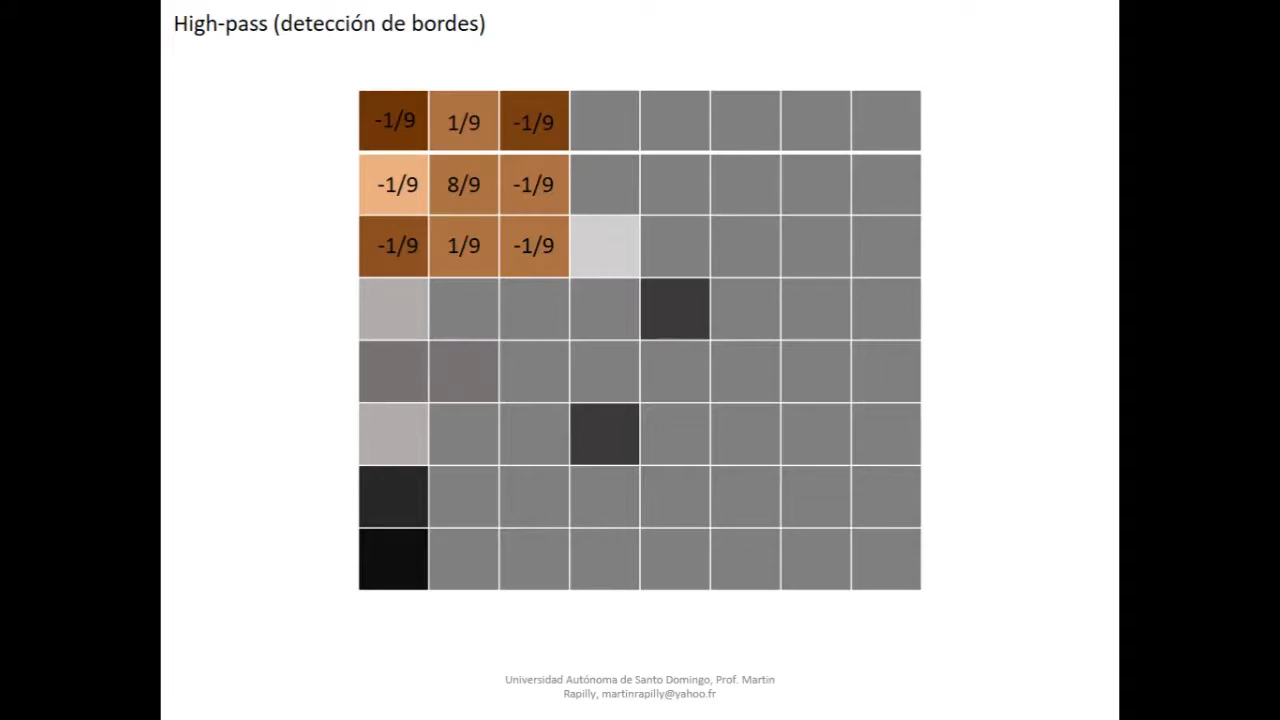 High-pass (detección de bordes)
-1/9 1/9 -1/9
-1/9 8/9 -1/9
-1/9 1/9 -1/9
Universidad Autónoma de Santo Domingo, Prof. Martin
Rapilly, martinrapilly@yahoo.fr